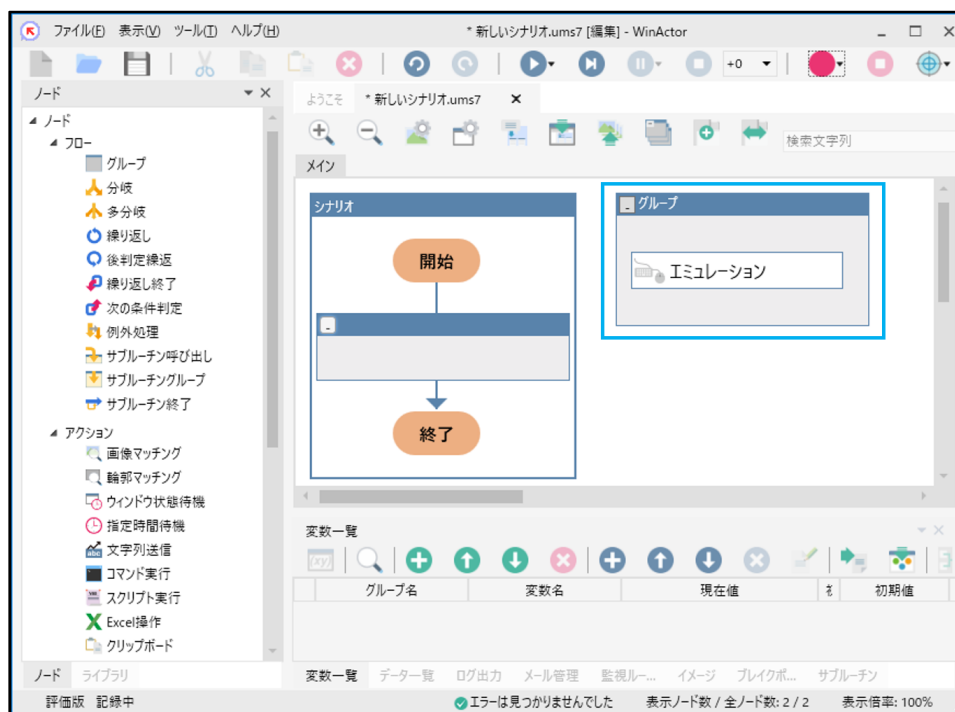 ファイル(F) 表示(V) ツール(T) ヘルプ(H) * 新しいシナリオ.ums7 [編集] - WinActor
+0
ノード
ようこそ * 新しいシナリオ.ums7
検索文字列
メイン
ノード
フロー
グループ
分岐
多分岐
繰り返し
後判定繰返
繰り返し終了
次の条件判定
例外処理
サブルーチン呼び出し
サブルーチングループ
サブルーチン終了
アクション
画像マッチング
輪郭マッチング
ウィンドウ状態待機
指定時間待機
文字列送信
コマンド実行
スクリプト実行
Excel操作
クリップボード
シナリオ
開始
終了
グループ
エミュレーション
変数一覧
グループ名 変数名 現在値 初期値
ノード ライブラリ
変数一覧 データ一覧 ログ出力 メール管理 監視ルー... イメージ ブレイクポ... サブルーチン
評価版 記録中 エラーは見つかりませんでした 表示ノード数 / 全ノード数: 2 / 2 表示倍率: 100%